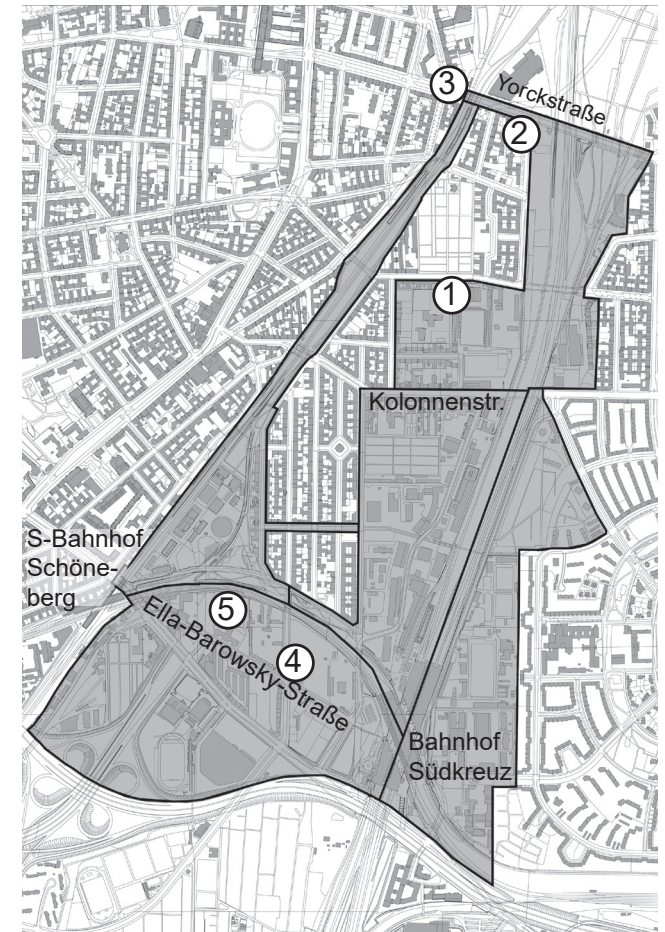 3
Yorckstraße
2
1
Kolonnenstr.
S-Bahnhof
Schöne-
berg
5
Ella-Barowsky-Straße
4
Bahnhof
Südkreuz